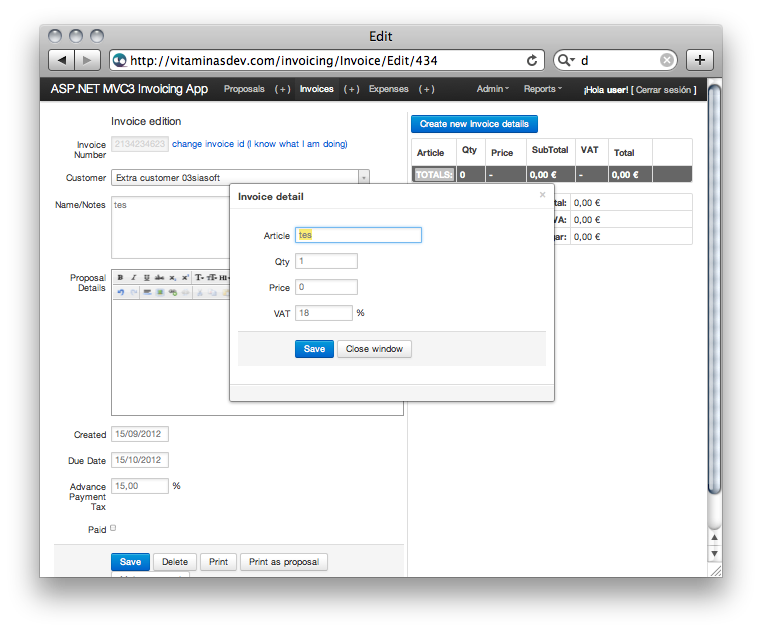 Edit
http://vitaminasdev.com/invoicing/Invoice/Edit/434
d
ASP.NET MVC3 Invoicing App Proposals (+) Invoices (+) Expenses (+) Admin Reports ¡Hola user! [ Cerrar sesión ]
Invoice edition
Invoice Number 2134234623 change invoice id (I know what I am doing)
Customer Extra customer 03siasoft
Name/Notes tes
Proposal Details
Created 15/09/2012
Due Date 15/10/2012
Advance Payment Tax 15,00 %
Paid
Save Delete Print Print as proposal
Create new Invoice details
Article Qty Price SubTotal VAT Total
TOTALS: 0 - 0,00 € - 0,00 €
tal: 0,00 €
VA: 0,00 €
ar: 0,00 €
Invoice detail ×
Article tes
Qty 1
Price 0
VAT 18 %
Save Close window